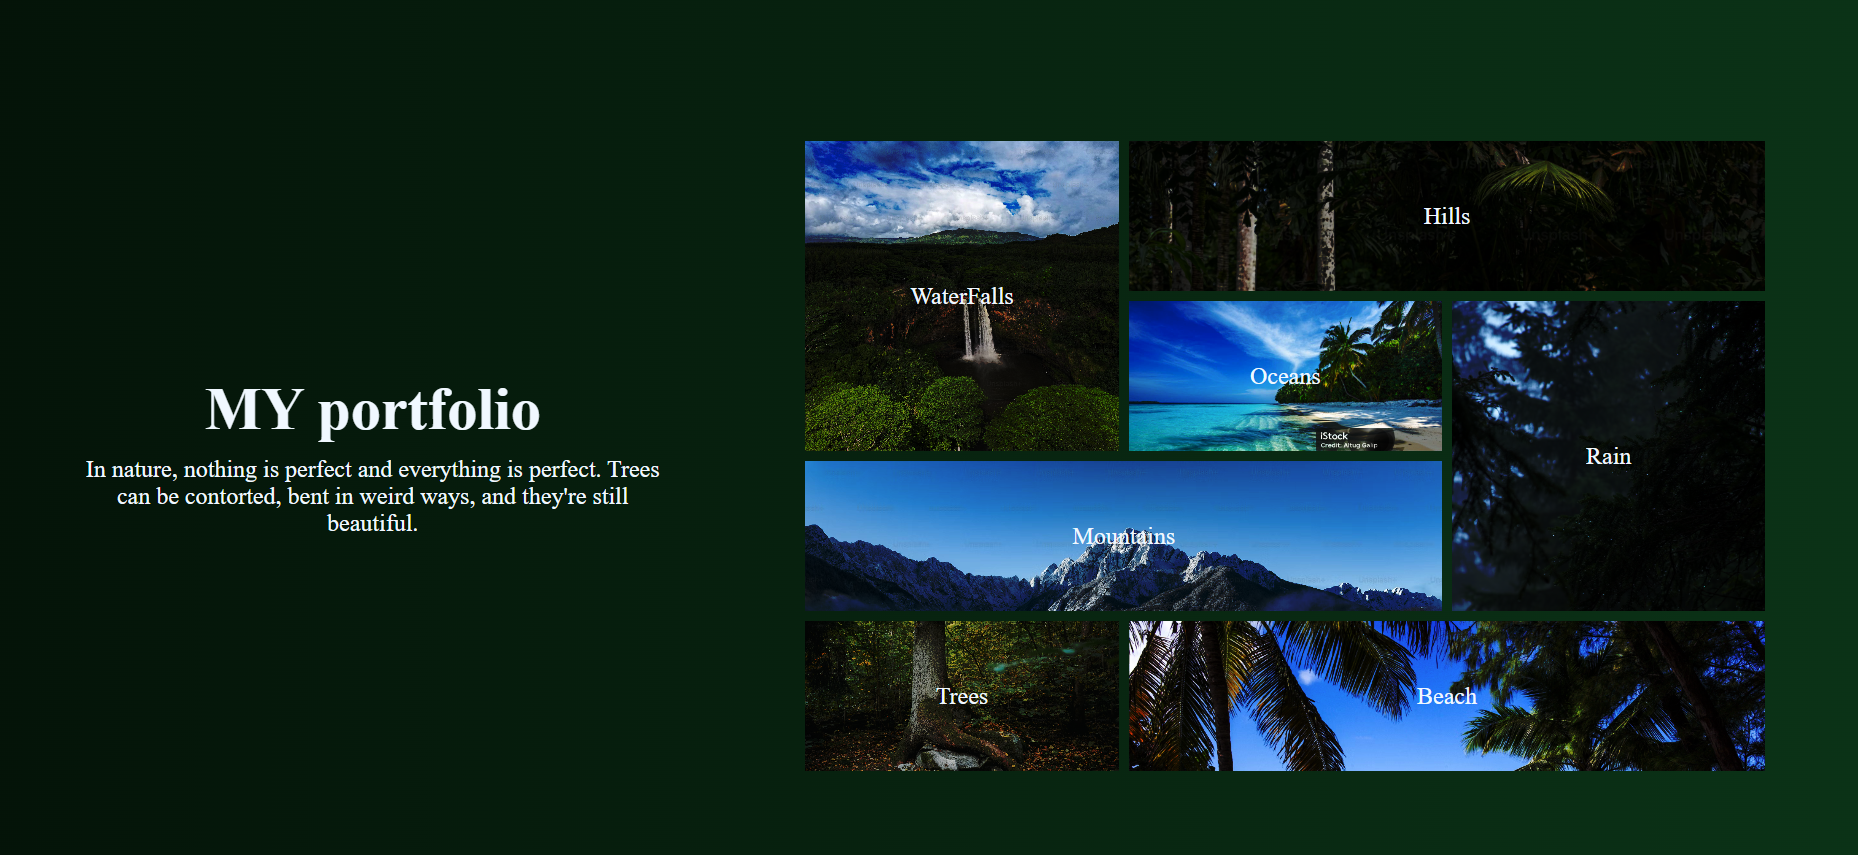 MY portfolio
In nature, nothing is perfect and everything is perfect. Trees
can be contorted, bent in weird ways, and they're still
beautiful.
WaterFalls
Hills
Oceans
iStock
Credit: Altug Galip
Rain
Mountains
Trees
Beach